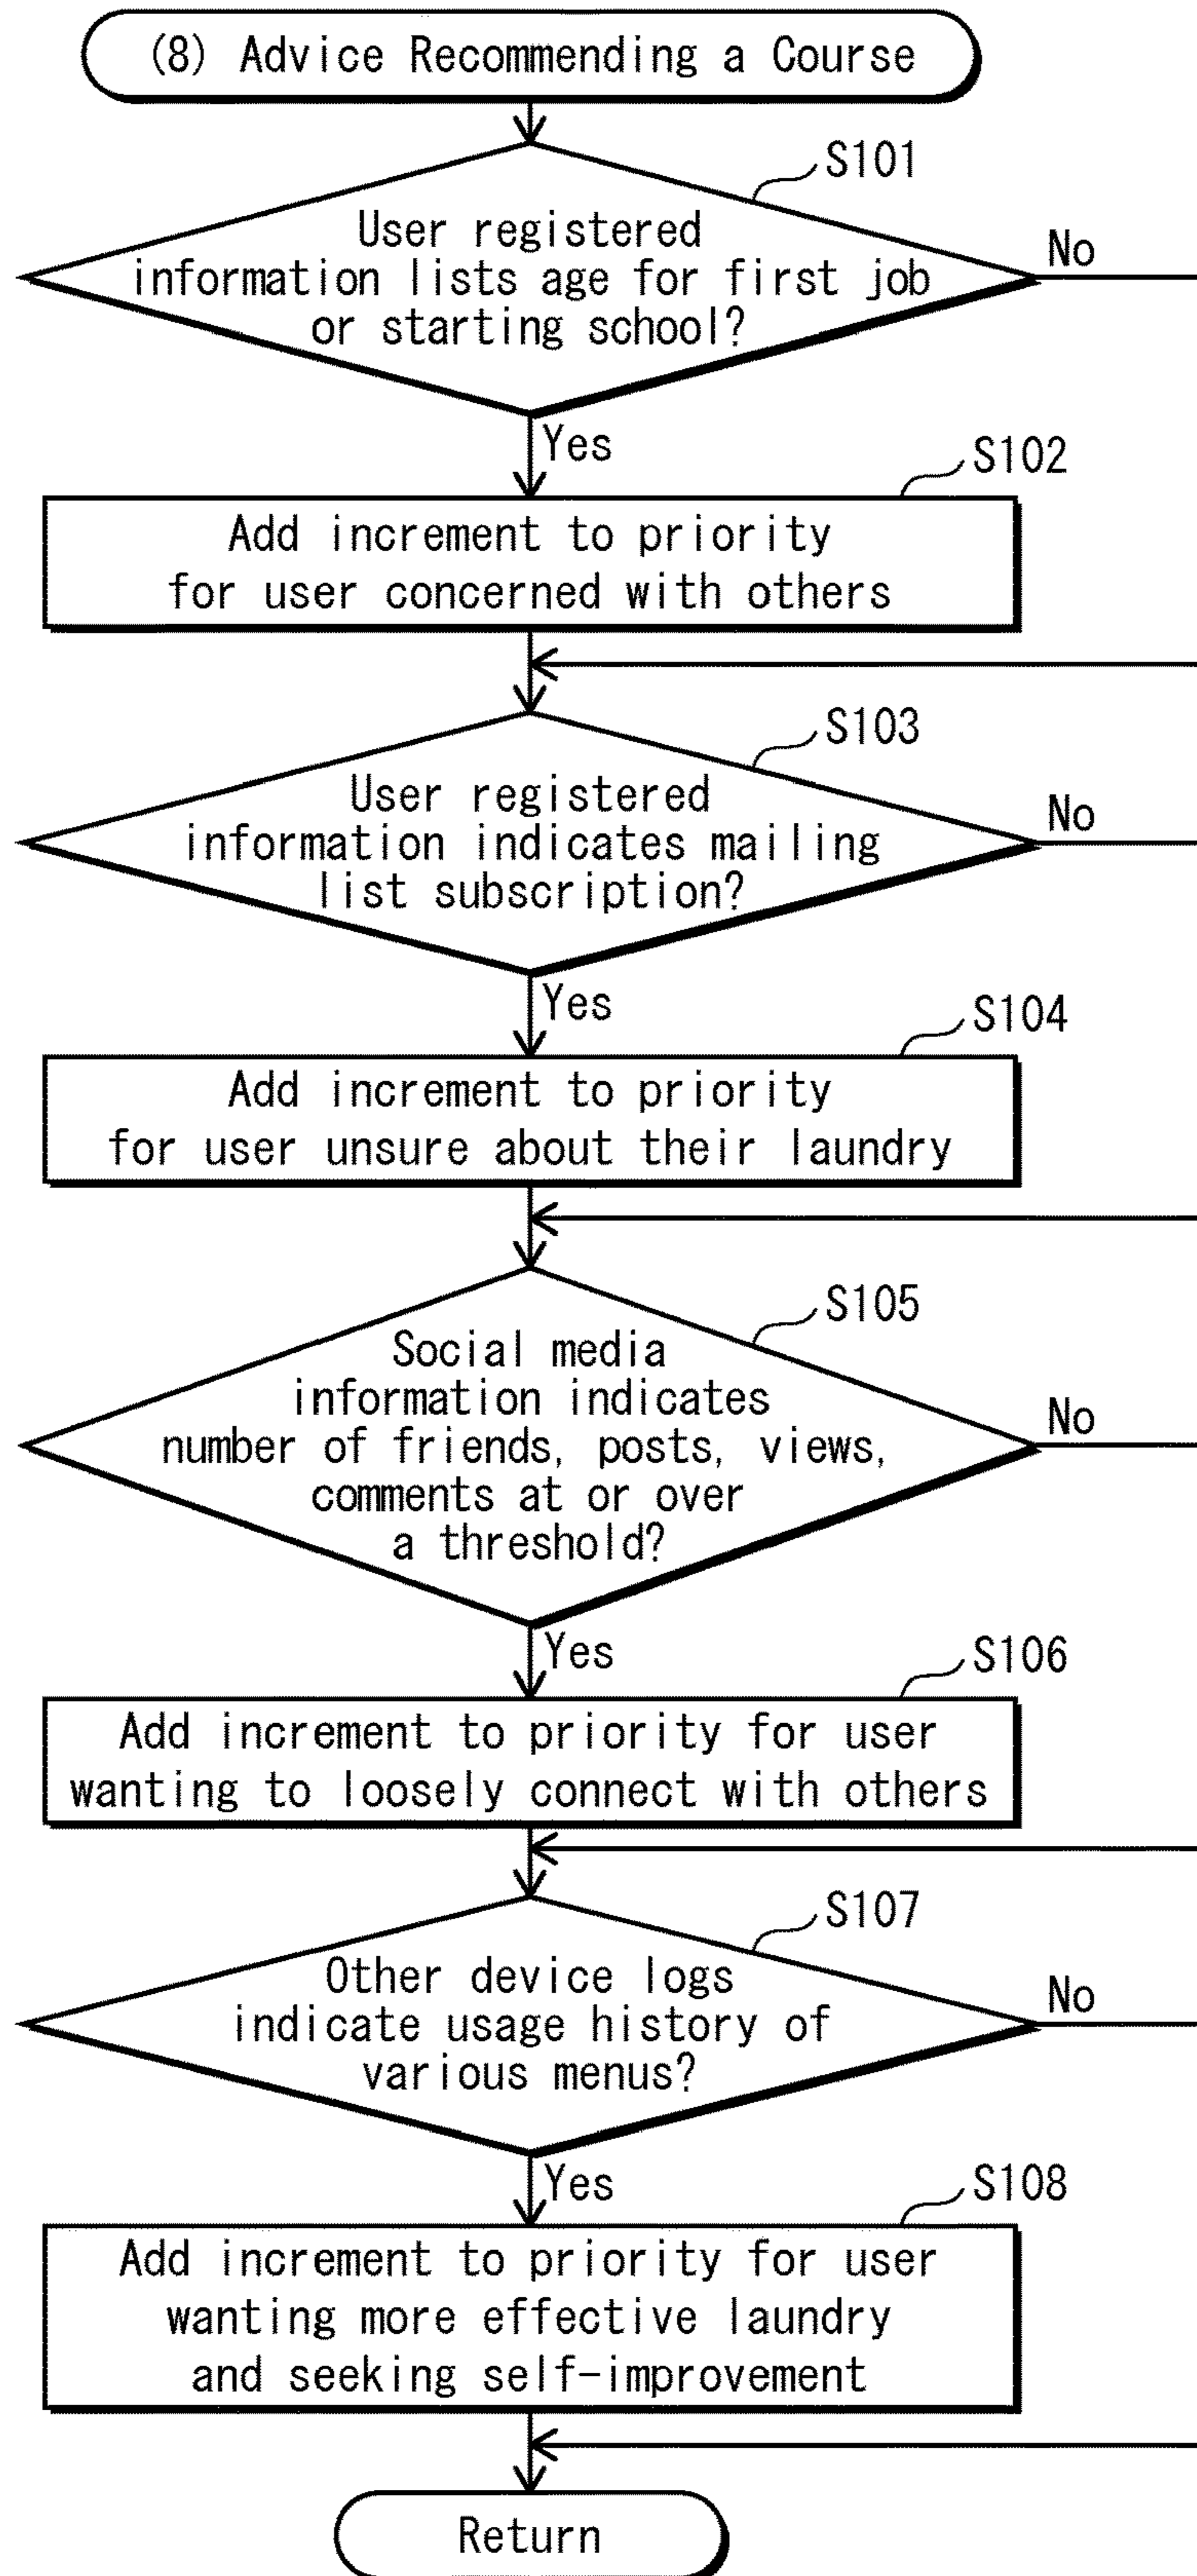 (8) Advice Recommending a Course
S101
User registered
information lists age for first job
or starting school?
No
Yes
S102
Add increment to priority
for user concerned with others
S103
User registered
information indicates mailing
list subscription?
No
Yes
S104
Add increment to priority
for user unsure about their laundry
S105
Social media
information indicates
number of friends, posts, views,
comments at or over
a threshold?
No
Yes
S106
Add increment to priority for user
wanting to loosely connect with others
S107
Other device logs
indicate usage history of
various menus?
No
Yes
S108
Add increment to priority for user
wanting more effective laundry
and seeking self-improvement
Return